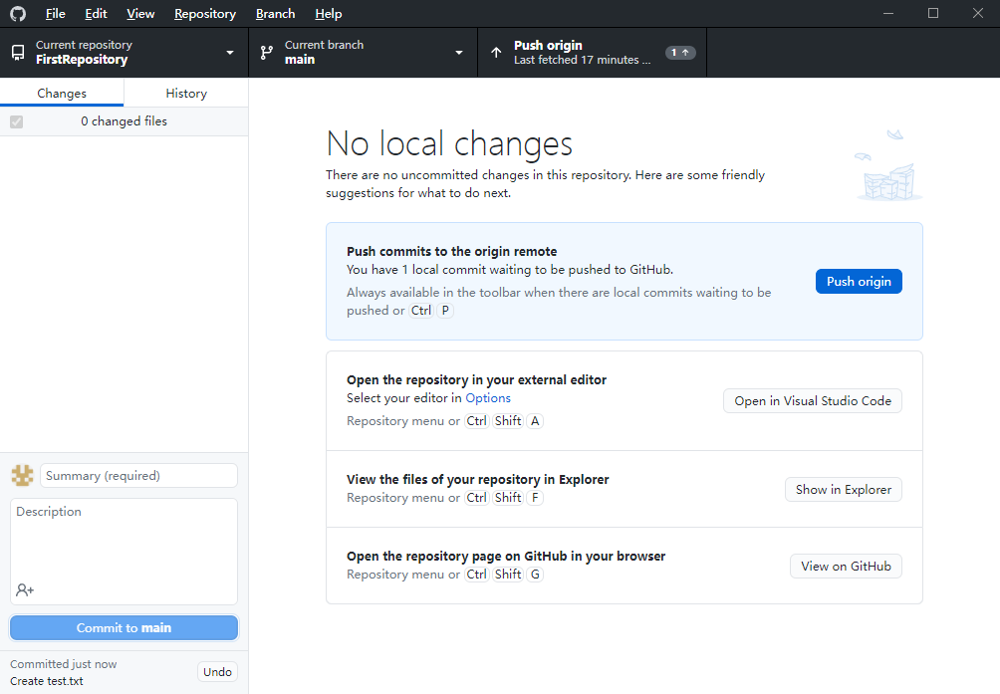 File Edit View Repository Branch Help
Current repository
FirstRepository
Current branch
main
Push origin
Last fetched 17 minutes ...
1
Changes
History
0 changed files
No local changes
There are no uncommitted changes in this repository. Here are some friendly
suggestions for what to do next.
Push commits to the origin remote
You have 1 local commit waiting to be pushed to GitHub.
Always available in the toolbar when there are local commits waiting to be
pushed or Ctrl P
Push origin
Open the repository in your external editor
Select your editor in Options
Repository menu or Ctrl Shift A
Open in Visual Studio Code
View the files of your repository in Explorer
Repository menu or Ctrl Shift F
Show in Explorer
Open the repository page on GitHub in your browser
Repository menu or Ctrl Shift G
View on GitHub
Summary (required)
Description
Commit to main
Committed just now
Create test.txt
Undo